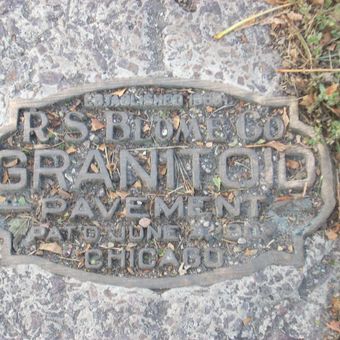 ESTABLISHED
R.S. BLOME CO
GRANITOID
PAVEMENT
PAT'D JUNE
CHICAGO